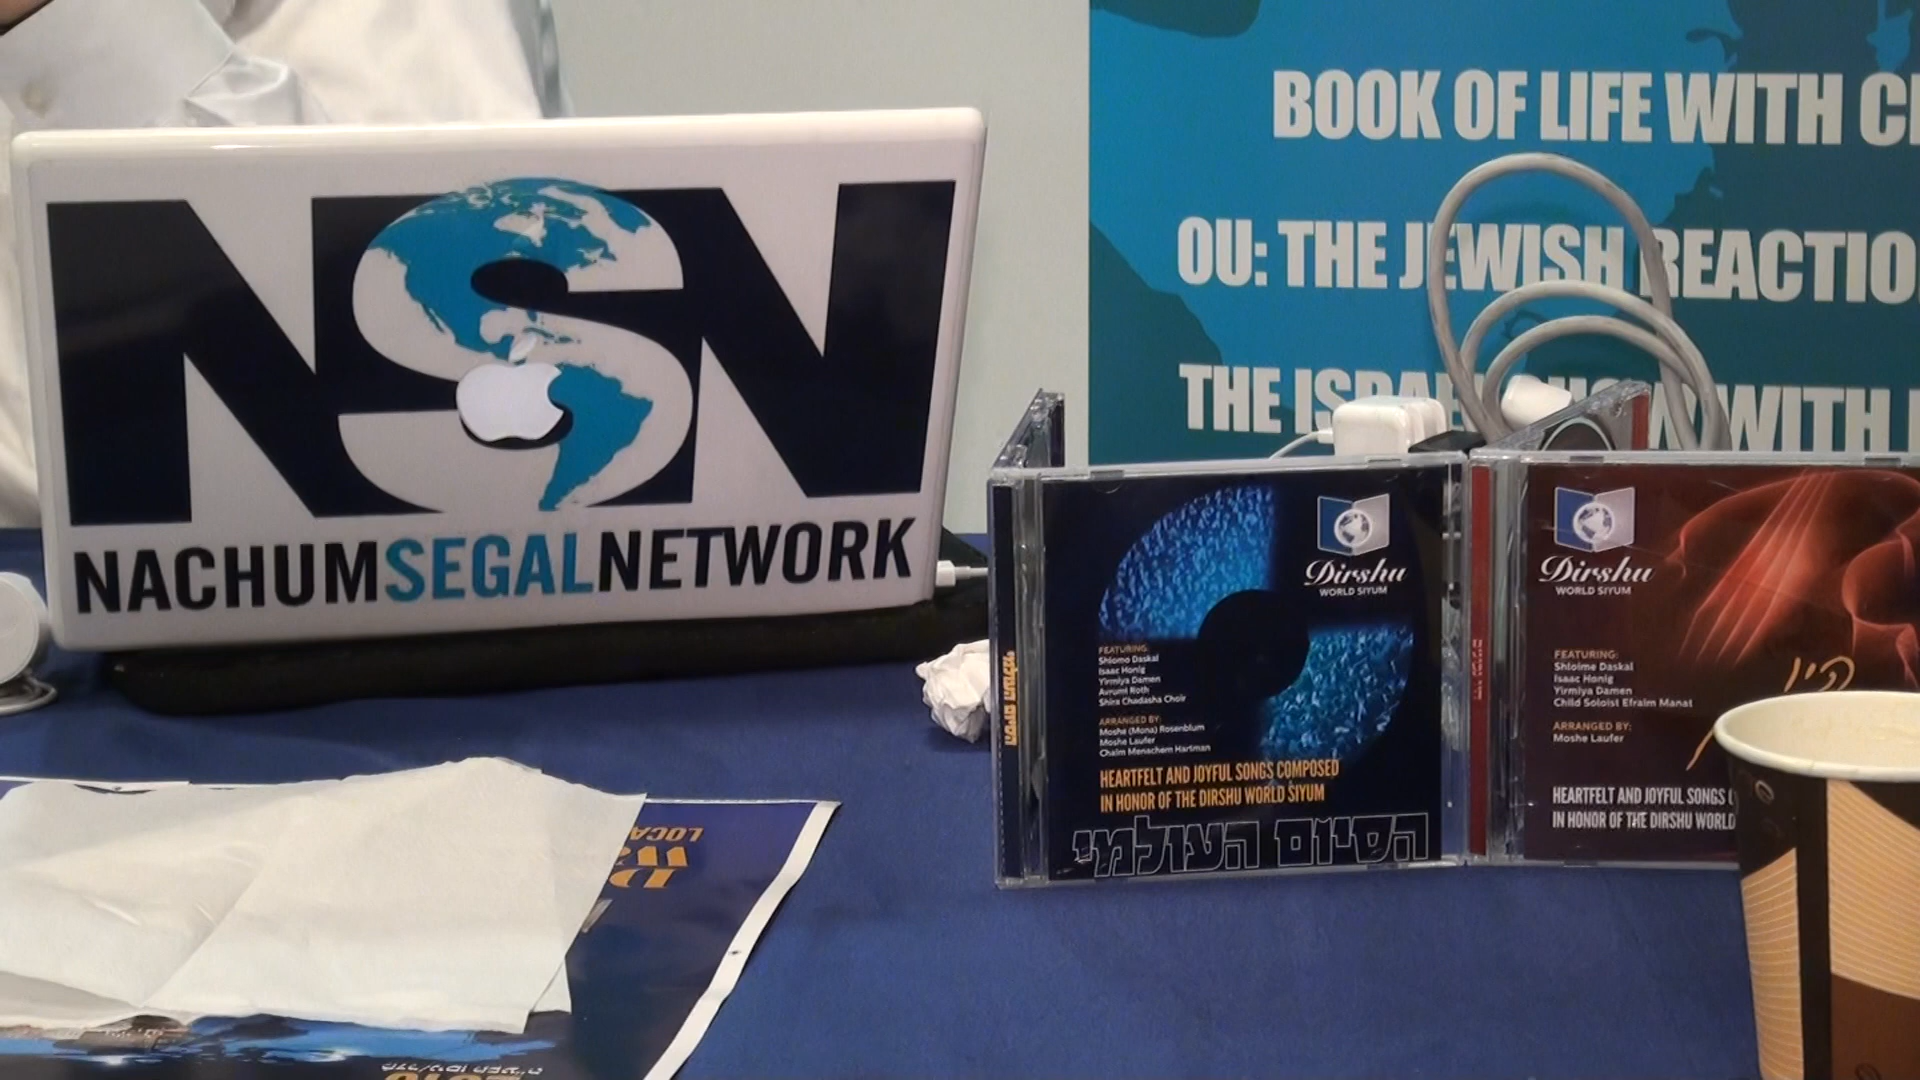 NSN
NACHUMSEGALNETWORK
BOOK OF LIFE WITH
OU: THE JEWISH REACTIO
THE ISRAEL SHOW WITH
Dirshu
WORLD SIYUM
FEATURING:
Shlomo Daskal
Isaac Honig
Yirmiya Damen
Avrumi Roth
Shira Chadasha Choir
ARRANGED BY:
Moshe (Mona) Rosenblum
Moshe Laufer
Chaim Menachem Hartman
HEARTFELT AND JOYFUL SONGS COMPOSED
IN HONOR OF THE DIRSHU WORLD SIYUM
הסיום העולמי
Dirshu
WORLD SIYUM
FEATURING:
Shloime Daskal
Isaac Honig
Yirmiya Damen
Child Soloist Efraim Manat
ARRANGED BY:
Moshe Laufer
HEARTFELT AND JOYFUL SONGS
IN HONOR OF THE DIRSHU WORLD